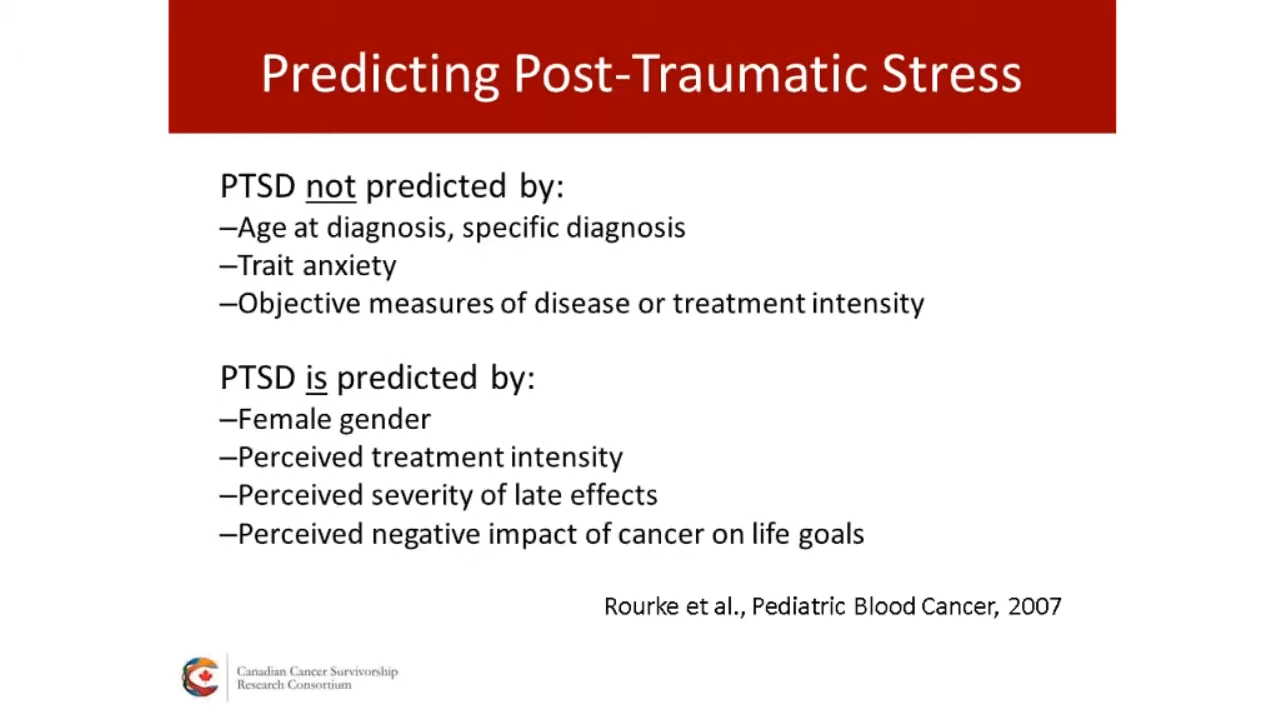 Predicting Post-Traumatic Stress
PTSD not predicted by:
–Age at diagnosis, specific diagnosis
–Trait anxiety
–Objective measures of disease or treatment intensity
PTSD is predicted by:
–Female gender
–Perceived treatment intensity
–Perceived severity of late effects
–Perceived negative impact of cancer on life goals
Rourke et al., Pediatric Blood Cancer, 2007
Canadian Cancer Survivorship
Research Consortium